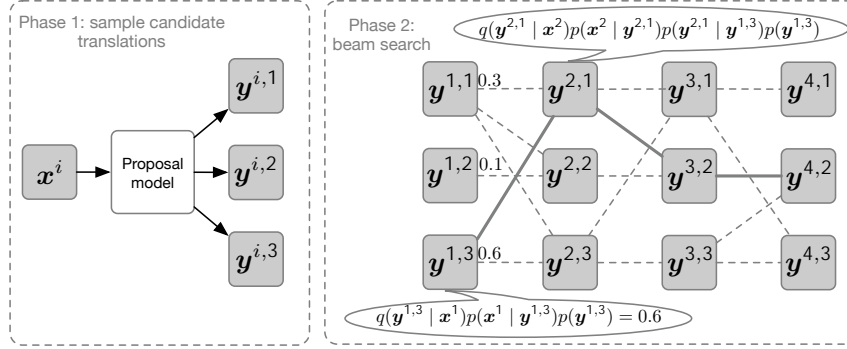 Phase 1: sample candidate
translations
x^i
Proposal
model
y^{i,1}
y^{i,2}
y^{i,3}
Phase 2:
beam search
q(y^{2,1} | x^2)p(x^2 | y^{2,1})p(y^{2,1} | y^{1,3})p(y^{1,3})
y^{1,1} 0.3 y^{2,1} y^{3,1} y^{4,1}
y^{1,2} 0.1 y^{2,2} y^{3,2} y^{4,2}
y^{1,3} 0.6 y^{2,3} y^{3,3} y^{4,3}
q(y^{1,3} | x^1)p(x^1 | y^{1,3})p(y^{1,3}) = 0.6